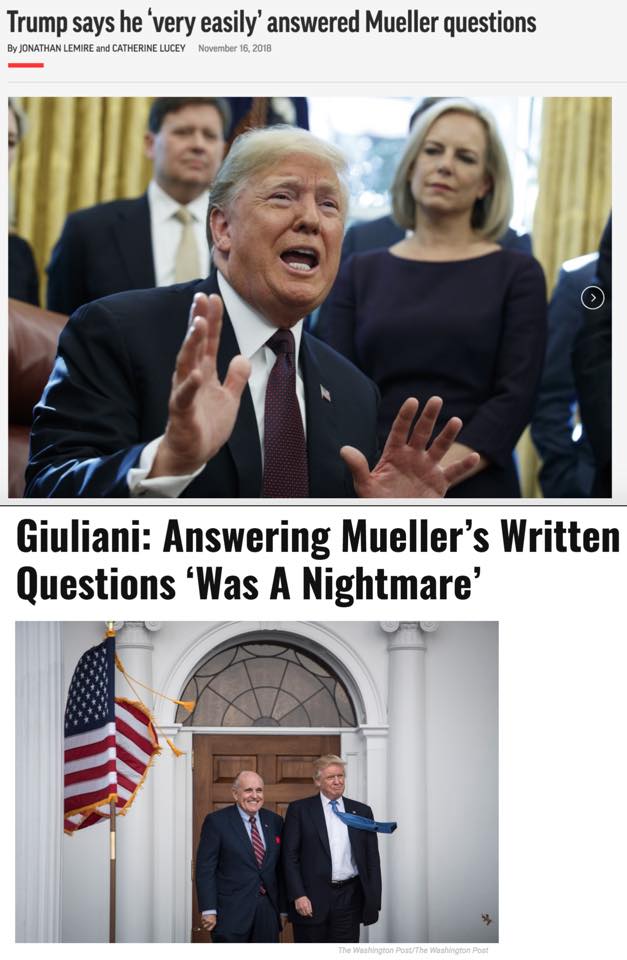 Trump says he ‘very easily’ answered Mueller questions
By JONATHAN LEMIRE and CATHERINE LUCEY November 16, 2018
Giuliani: Answering Mueller’s Written
Questions ‘Was A Nightmare’
The Washington Post/The Washington Post